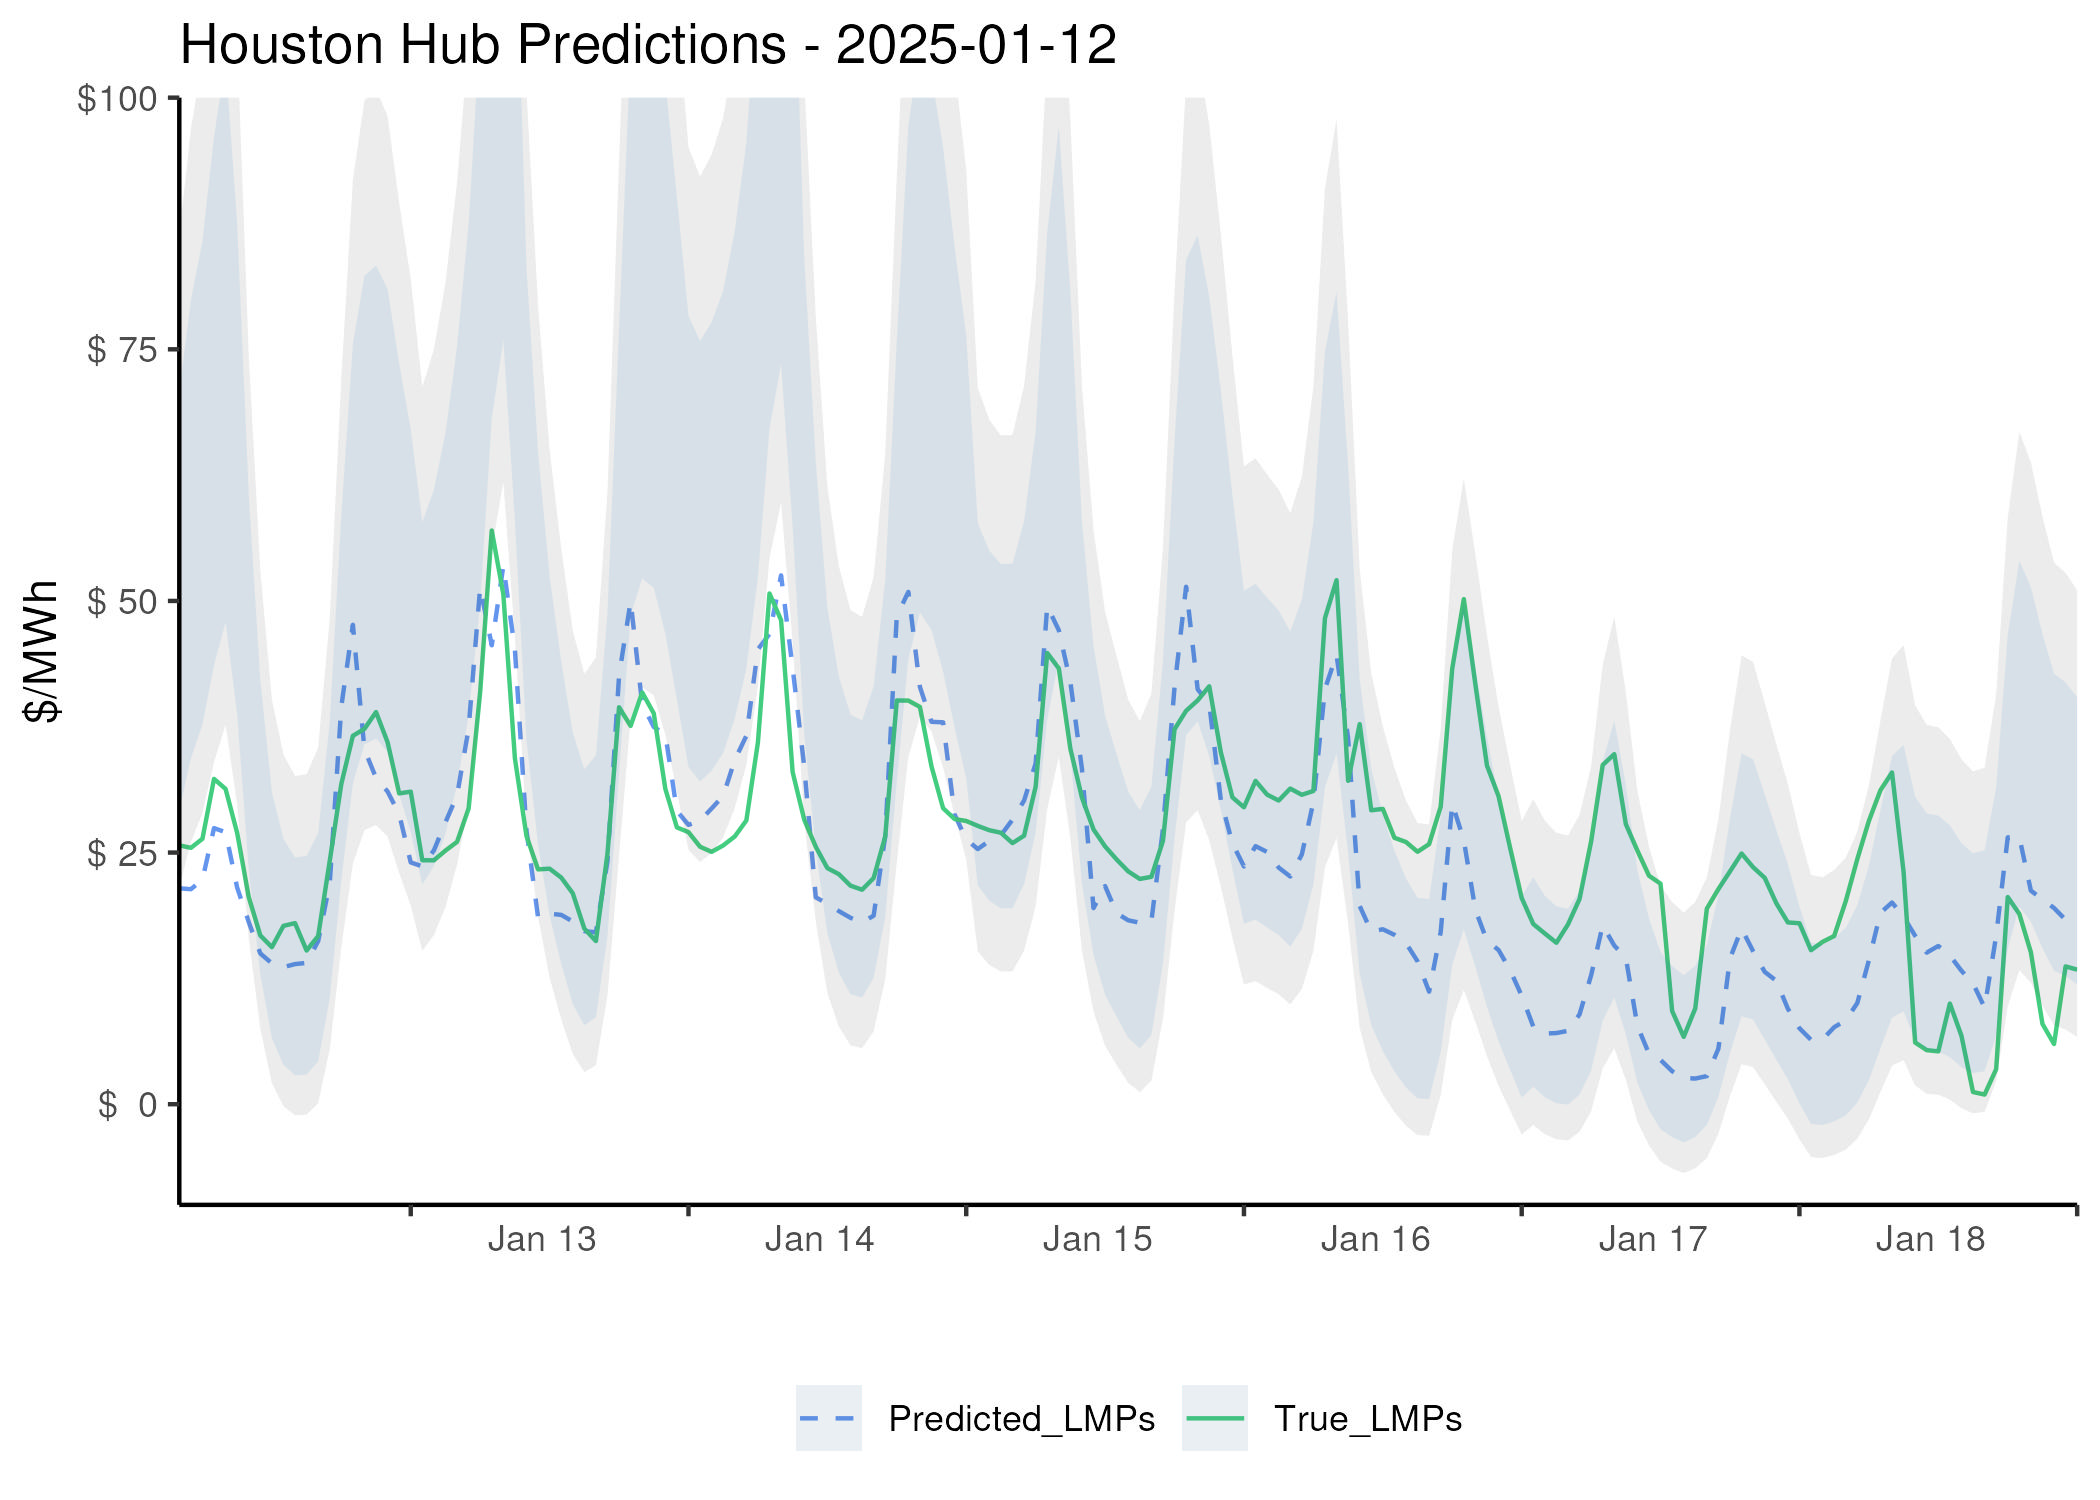 Houston Hub Predictions - 2025-01-12
$100
$ 75
$ 50
$ 25
$  0
$/MWh
Jan 13 Jan 14 Jan 15 Jan 16 Jan 17 Jan 18
Predicted_LMPs True_LMPs